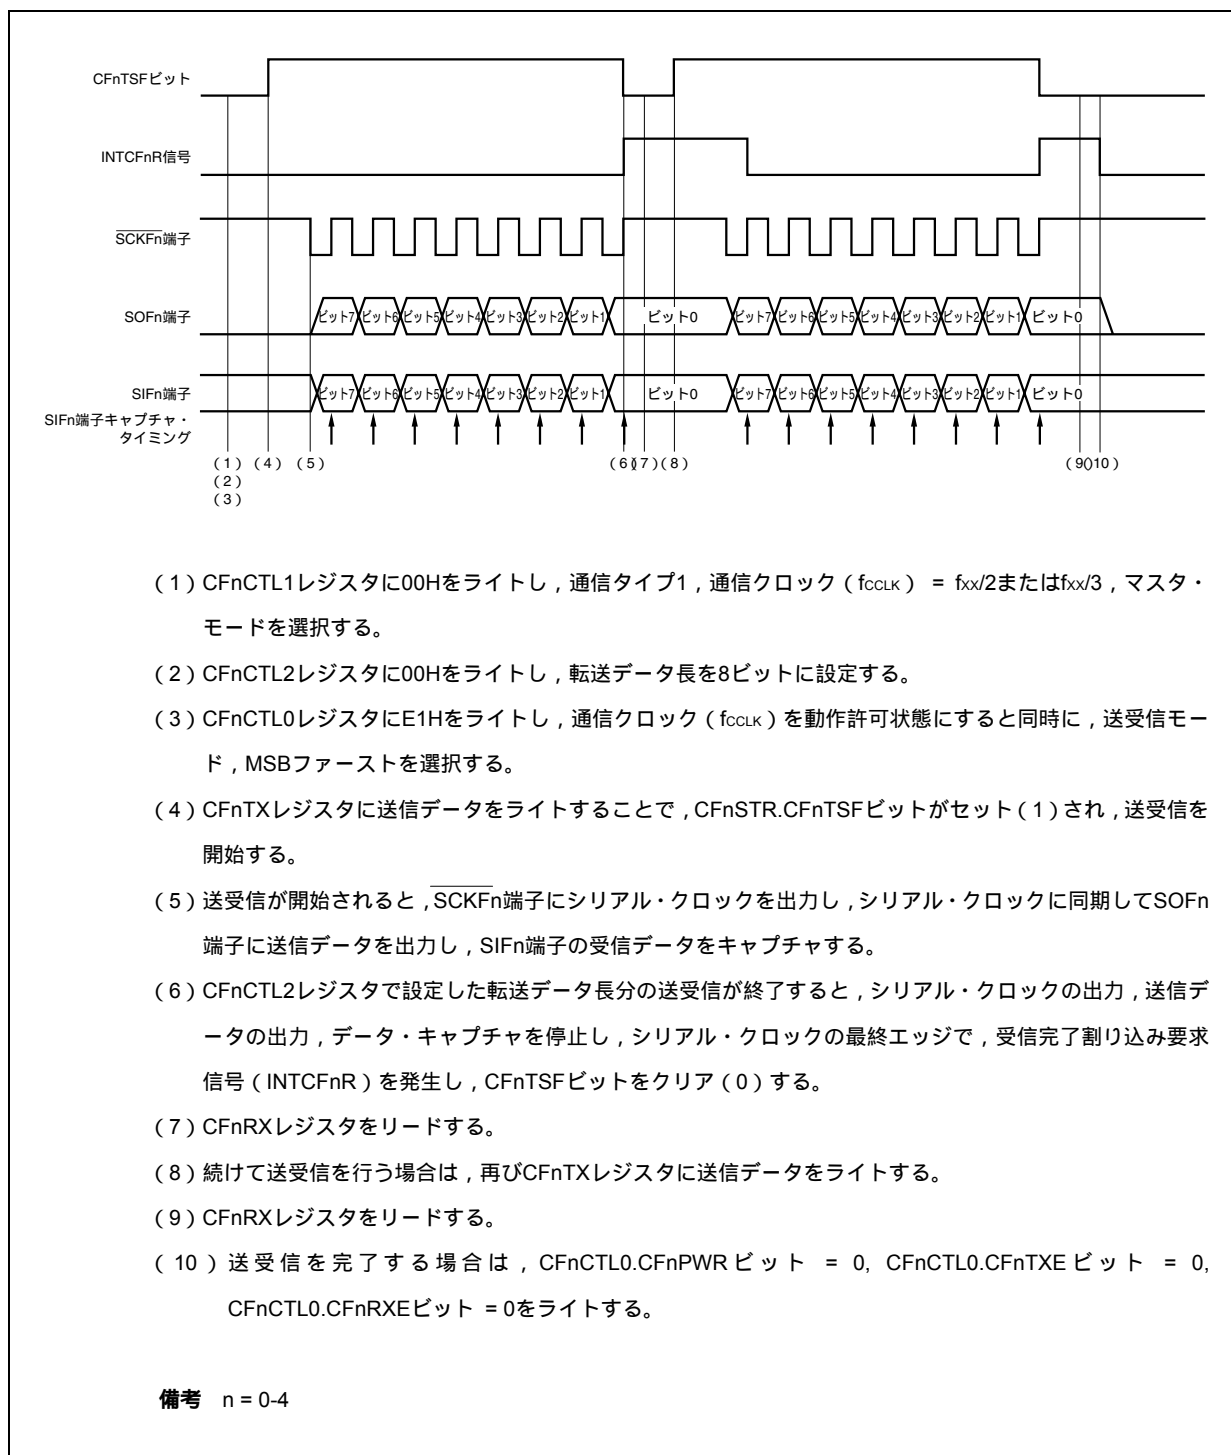 CFnTSFビット
INTCFnR信号
SCKFn端子
SOFn端子
ビット7 ビット6 ビット5 ビット4 ビット3 ビット2 ビット1 ビット0 ビット7 ビット6 ビット5 ビット4 ビット3 ビット2 ビット1 ビット0
SIFn端子
ビット7 ビット6 ビット5 ビット4 ビット3 ビット2 ビット1 ビット0 ビット7 ビット6 ビット5 ビット4 ビット3 ビット2 ビット1 ビット0
SIFn端子キャプチャ・
タイミング
(1) (4) (5) (6)(7)(8) (9)(10)
(2)
(3)
(1)CFnCTL1レジスタに00Hをライトし,通信タイプ1,通信クロック(fCCLK) = fxx/2またはfxx/3,マスタ・
モードを選択する。
(2)CFnCTL2レジスタに00Hをライトし,転送データ長を8ビットに設定する。
(3)CFnCTL0レジスタにE1Hをライトし,通信クロック(fCCLK)を動作許可状態にすると同時に,送受信モー
ド,MSBファーストを選択する。
(4)CFnTXレジスタに送信データをライトすることで,CFnSTR.CFnTSFビットがセット(1)され,送受信を
開始する。
(5)送受信が開始されると,SCKFn端子にシリアル・クロックを出力し,シリアル・クロックに同期してSOFn
端子に送信データを出力し,SIFn端子の受信データをキャプチャする。
(6)CFnCTL2レジスタで設定した転送データ長分の送受信が終了すると,シリアル・クロックの出力,送信デ
ータの出力,データ・キャプチャを停止し,シリアル・クロックの最終エッジで,受信完了割り込み要求
信号(INTCFnR)を発生し,CFnTSFビットをクリア(0)する。
(7)CFnRXレジスタをリードする。
(8)続けて送受信を行う場合は,再びCFnTXレジスタに送信データをライトする。
(9)CFnRXレジスタをリードする。
(10)送受信を完了する場合は,CFnCTL0.CFnPWRビット = 0, CFnCTL0.CFnTXEビット = 0,
CFnCTL0.CFnRXEビット = 0をライトする。
備考 n = 0-4